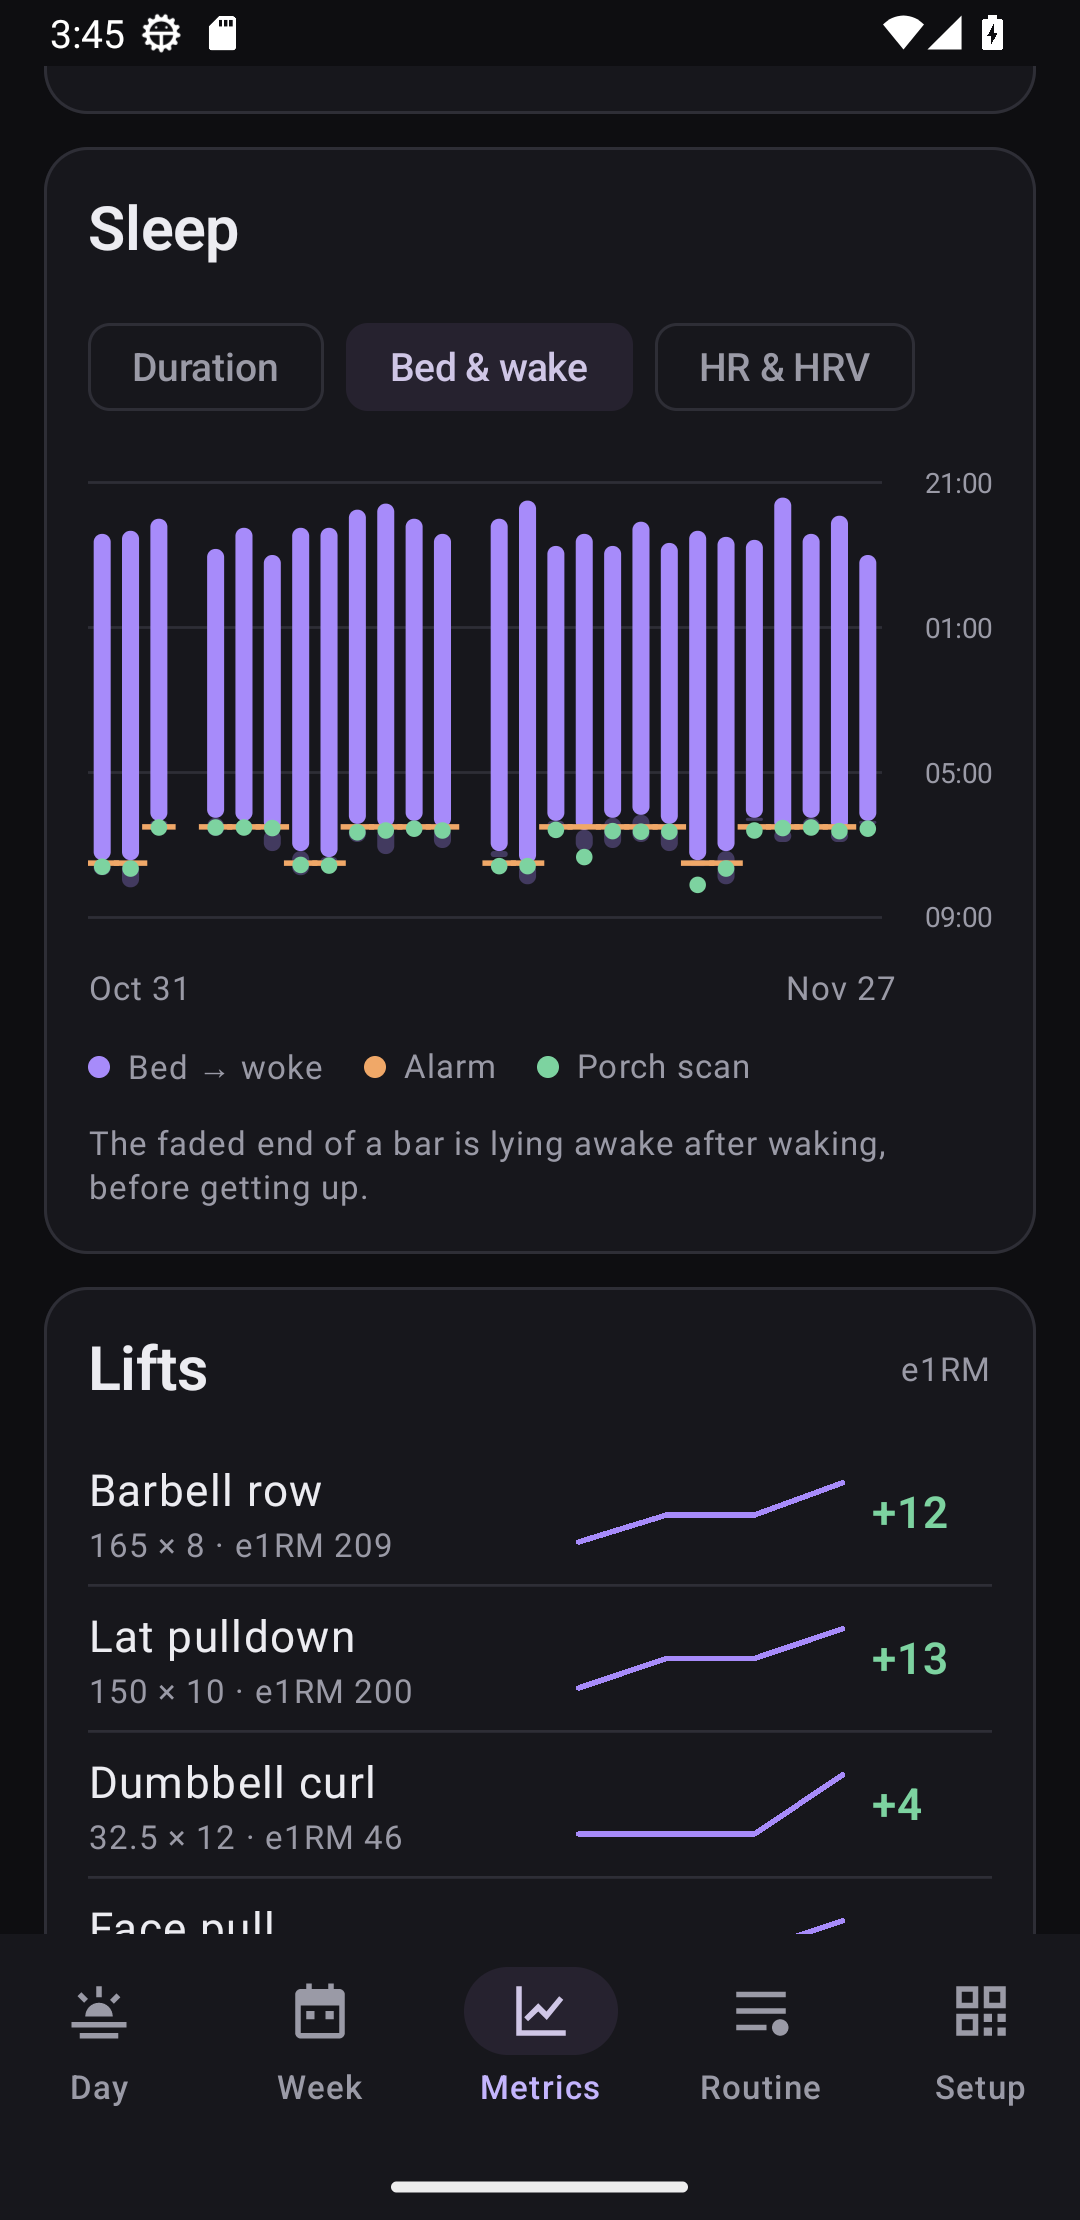 3:45
Sleep
Duration
Bed & wake
HR & HRV
21:00
01:00
05:00
09:00
Oct 31
Nov 27
Bed → woke
Alarm
Porch scan
The faded end of a bar is lying awake after waking,
before getting up.
Lifts
e1RM
Barbell row
165 × 8 · e1RM 209
+12
Lat pulldown
150 × 10 · e1RM 200
+13
Dumbbell curl
32.5 × 12 · e1RM 46
+4
Face pull
Day
Week
Metrics
Routine
Setup